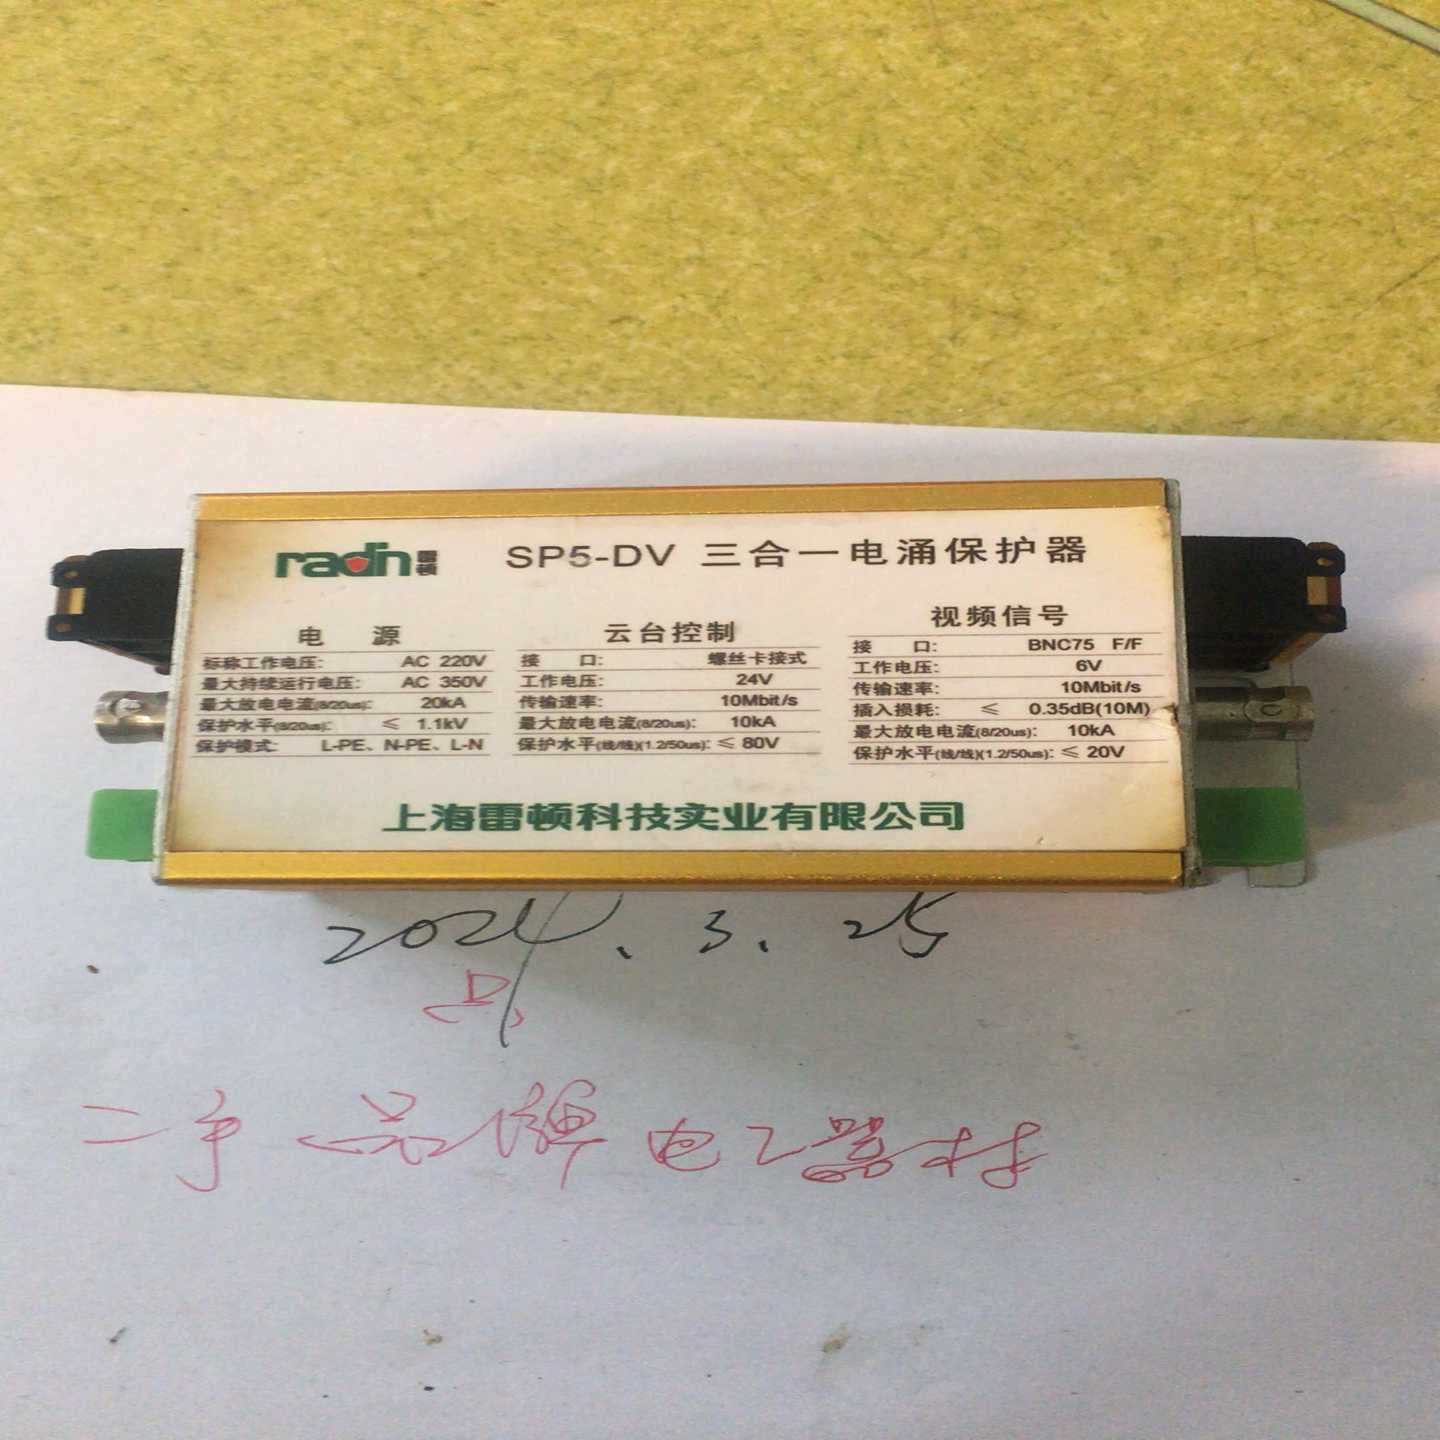 radin 雷顿 SP5-DV 三合一电涌保护器
电 源
标称工作电压: AC 220V
最大持续运行电压: AC 350V
最大放电电流(8/20us): 20kA
保护水平(8/20us): ≤ 1.1kV
保护模式: L-PE、N-PE、L-N
云台控制
接 口: 螺丝卡接式
工作电压: 24V
传输速率: 10Mbit/s
最大放电电流(8/20us): 10kA
保护水平(线/线)(1.2/50us): ≤ 80V
视频信号
接 口: BNC75 F/F
工作电压: 6V
传输速率: 10Mbit/s
插入损耗: ≤ 0.35dB(10M)
最大放电电流(8/20us): 10kA
保护水平(线/线)(1.2/50us): ≤ 20V
上海雷顿科技实业有限公司
2024.3.25
二手品牌电工器材